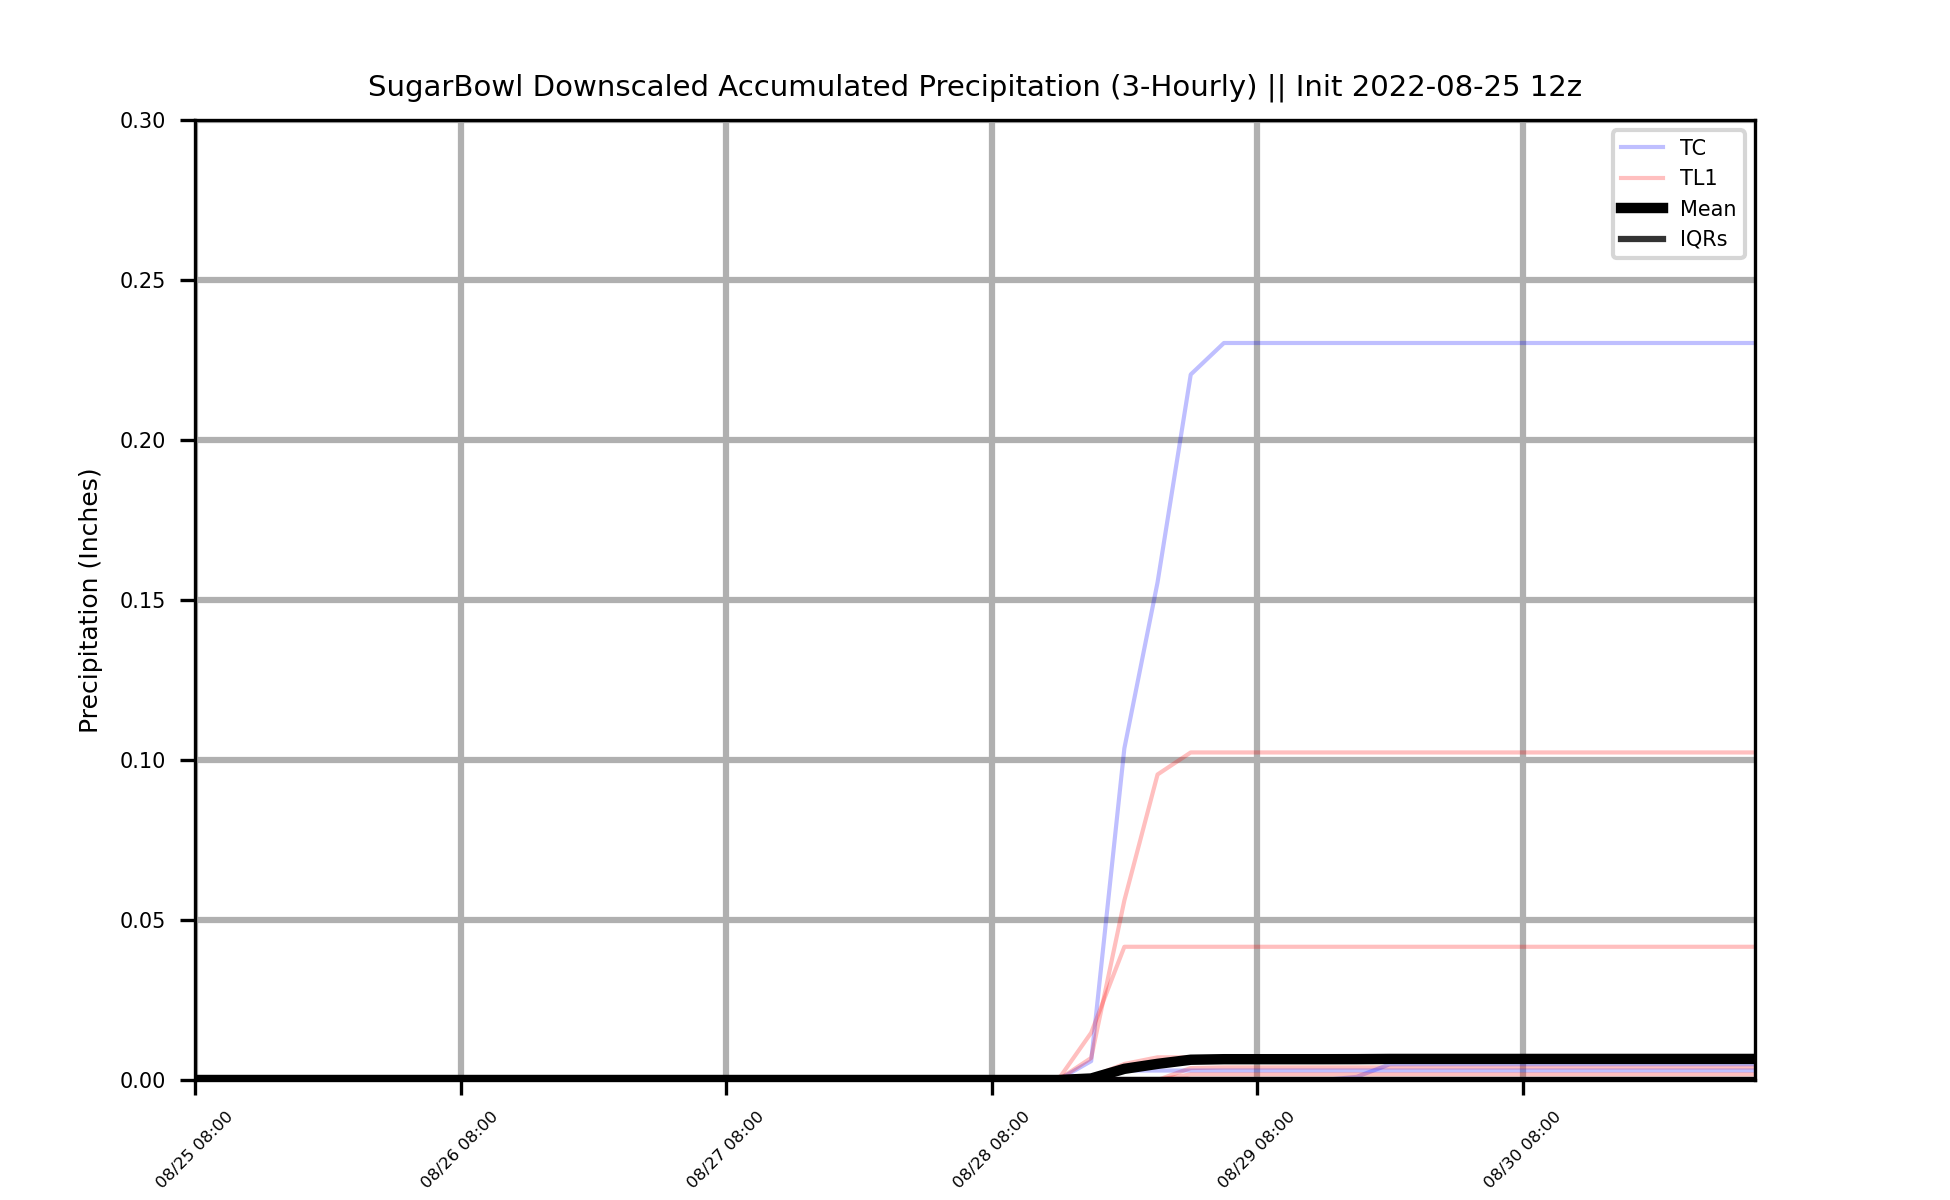 SugarBowl Downscaled Accumulated Precipitation (3-Hourly) || Init 2022-08-25 12z
TC
TL1
Mean
IQRs
Precipitation (Inches)
0.30
0.25
0.20
0.15
0.10
0.05
0.00
08/25 08:00
08/26 08:00
08/27 08:00
08/28 08:00
08/29 08:00
08/30 08:00